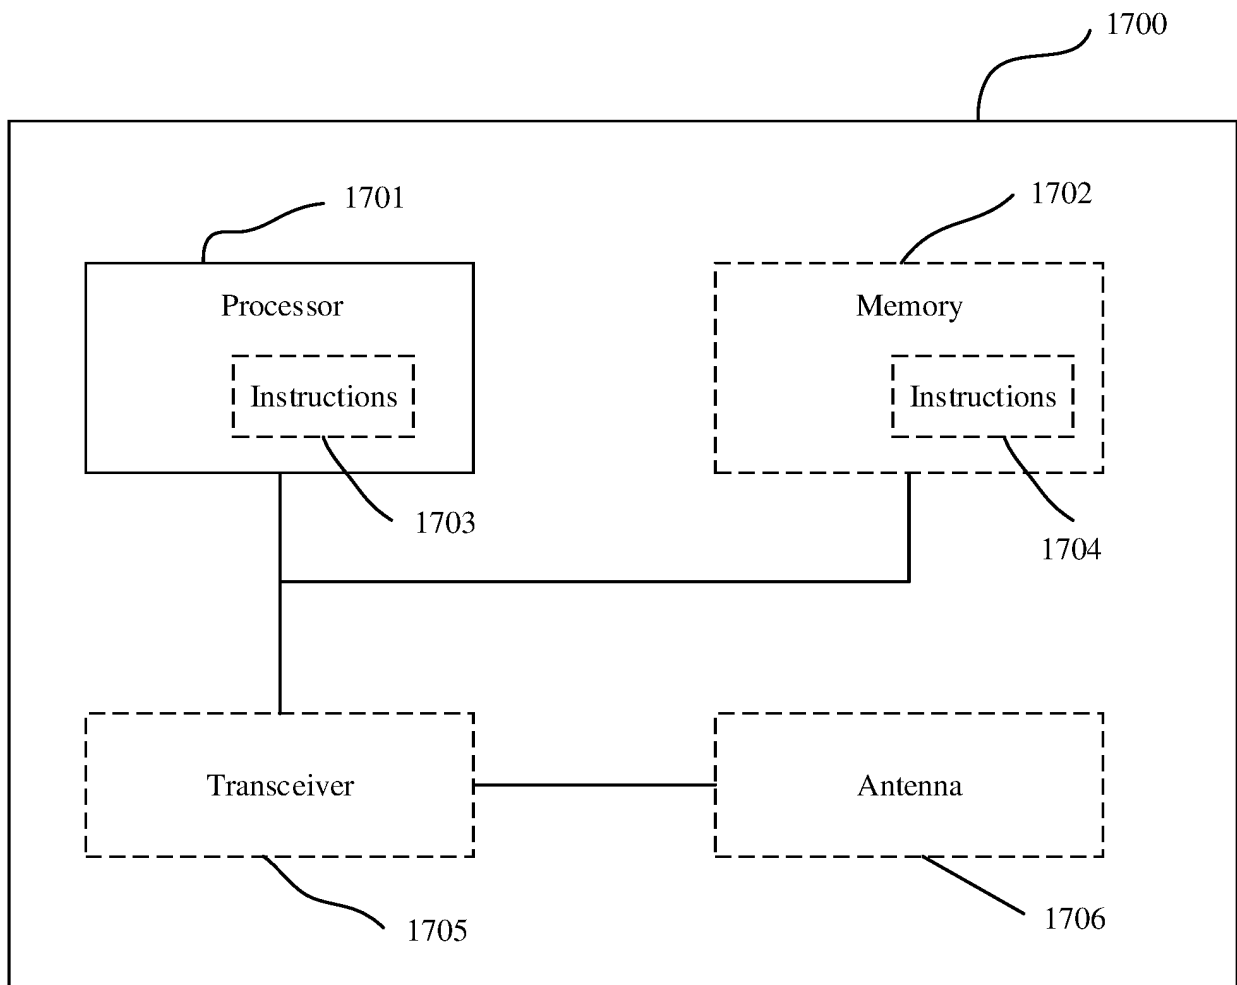 1700
1701
1702
Processor
Memory
Instructions
Instructions
1703
1704
Transceiver
Antenna
1705
1706